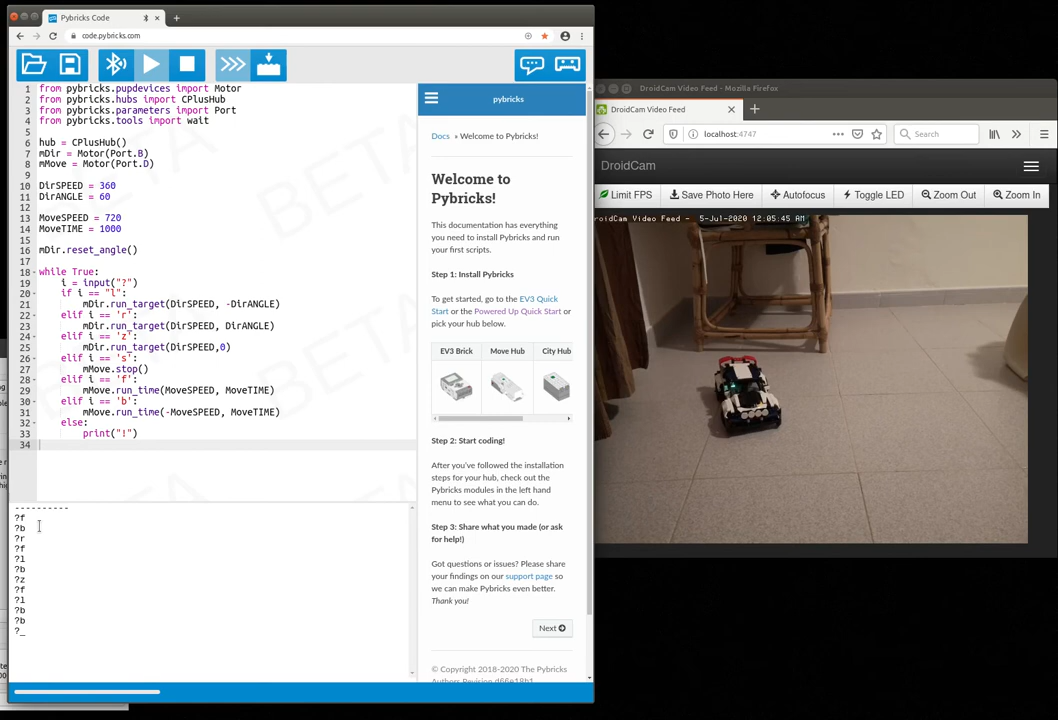 Pybricks Code
code.pybricks.com
1 from pybricks.pupdevices import Motor
2 from pybricks.hubs import CPlusHub
3 from pybricks.parameters import Port
4 from pybricks.tools import wait
5
6 hub = CPlusHub()
7 mDir = Motor(Port.B)
8 mMove = Motor(Port.D)
9
10 DirSPEED = 360
11 DirANGLE = 60
12
13 MoveSPEED = 720
14 MoveTIME = 1000
15
16 mDir.reset_angle()
17
18 while True:
19 i = input("?")
20 if i == "l":
21 mDir.run_target(DirSPEED, -DirANGLE)
22 elif i == 'r':
23 mDir.run_target(DirSPEED, DirANGLE)
24 elif i == 'z':
25 mDir.run_target(DirSPEED,0)
26 elif i == 's':
27 mMove.stop()
28 elif i == 'f':
29 mMove.run_time(MoveSPEED, MoveTIME)
30 elif i == 'b':
31 mMove.run_time(-MoveSPEED, MoveTIME)
32 else:
33 print("!")
34
BETA
----------
?f
?b
?r
?f
?l
?b
?z
?f
?l
?b
?b
?_
pybricks
Docs » Welcome to Pybricks!
Welcome to
Pybricks!
This documentation has everything
you need to install Pybricks and run
your first scripts.
Step 1: Install Pybricks
To get started, go to the EV3 Quick
Start or the Powered Up Quick Start or
pick your hub below.
EV3 Brick Move Hub City Hub
Step 2: Start coding!
After you've followed the installation
steps for your hub, check out the
Pybricks modules in the left hand
menu to see what you can do.
Step 3: Share what you made (or ask
for help!)
Got questions or issues? Please share
your findings on our support page so
we can make Pybricks even better.
Thank you!
Next
© Copyright 2018-2020 The Pybricks
Authors Revision d66e18b1
DroidCam Video Feed - Mozilla Firefox
DroidCam Video Feed
localhost:4747
Search
DroidCam
Limit FPS Save Photo Here Autofocus Toggle LED Zoom Out Zoom In
roidCam Video Feed - 5-Jul-2020 12:05:45 AM